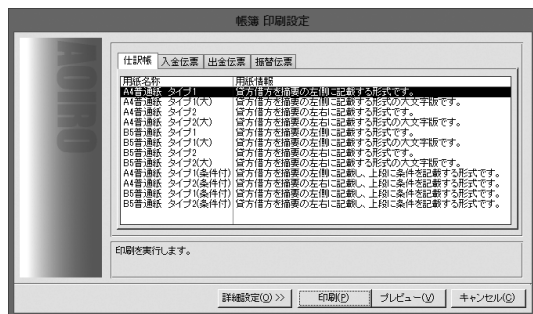 帳簿 印刷設定
AOIRO
仕訳帳 入金伝票 出金伝票 振替伝票
用紙名称 用紙情報
A4普通紙 タイプ1 貸方借方を摘要の左側に記載する形式です。
A4普通紙 タイプ1(大) 貸方借方を摘要の左側に記載する形式の大文字版です。
A4普通紙 タイプ2 貸方借方を摘要の左右に記載する形式です。
A4普通紙 タイプ2(大) 貸方借方を摘要の左右に記載する形式の大文字版です。
B5普通紙 タイプ1 貸方借方を摘要の左側に記載する形式です。
B5普通紙 タイプ1(大) 貸方借方を摘要の左側に記載する形式の大文字版です。
B5普通紙 タイプ2 貸方借方を摘要の左右に記載する形式です。
B5普通紙 タイプ2(大) 貸方借方を摘要の左右に記載する形式の大文字版です。
A4普通紙 タイプ1(条件付) 貸方借方を摘要の左側に記載し、上段に条件を記載する形式です。
A4普通紙 タイプ2(条件付) 貸方借方を摘要の左右に記載し、上段に条件を記載する形式です。
B5普通紙 タイプ1(条件付) 貸方借方を摘要の左側に記載し、上段に条件を記載する形式です。
B5普通紙 タイプ2(条件付) 貸方借方を摘要の左右に記載し、上段に条件を記載する形式です。
印刷を実行します。
詳細設定(O)>> 印刷(P) プレビュー(V) キャンセル(C)